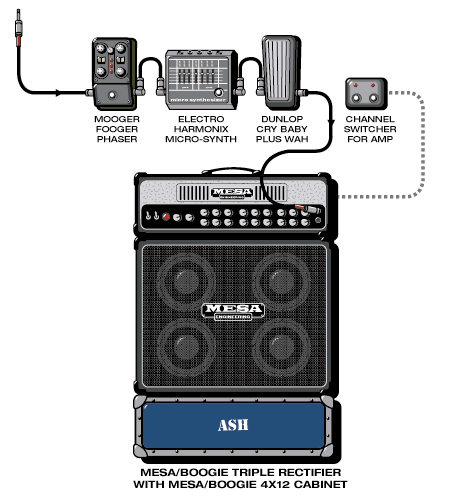 MOOGER
FOOGER
PHASER
micro synthesizer
ELECTRO
HARMONIX
MICRO-SYNTH
DUNLOP
CRY BABY
PLUS WAH
CHANNEL
SWITCHER
FOR AMP
MESA
ENGINEERING
MESA
ENGINEERING
ASH
MESA/BOOGIE TRIPLE RECTIFIER
WITH MESA/BOOGIE 4X12 CABINET